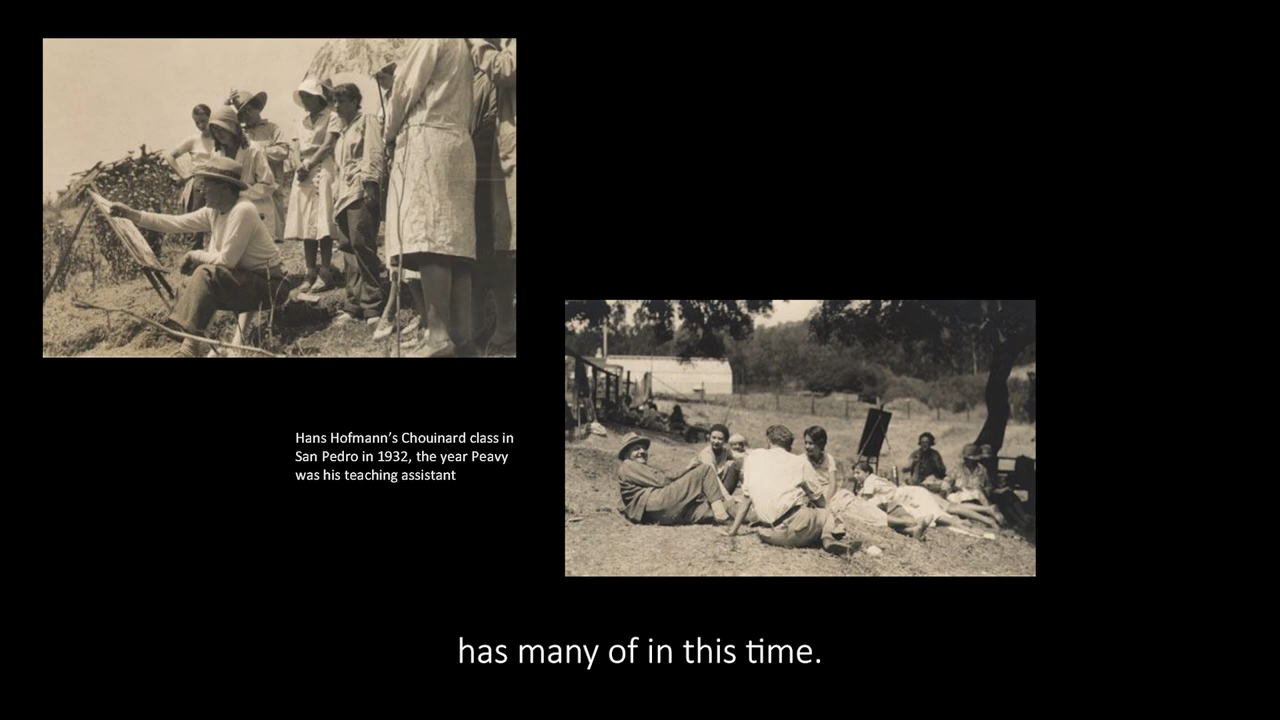 Hans Hofmann’s Chouinard class in
San Pedro in 1932, the year Peavy
was his teaching assistant
has many of in this time.